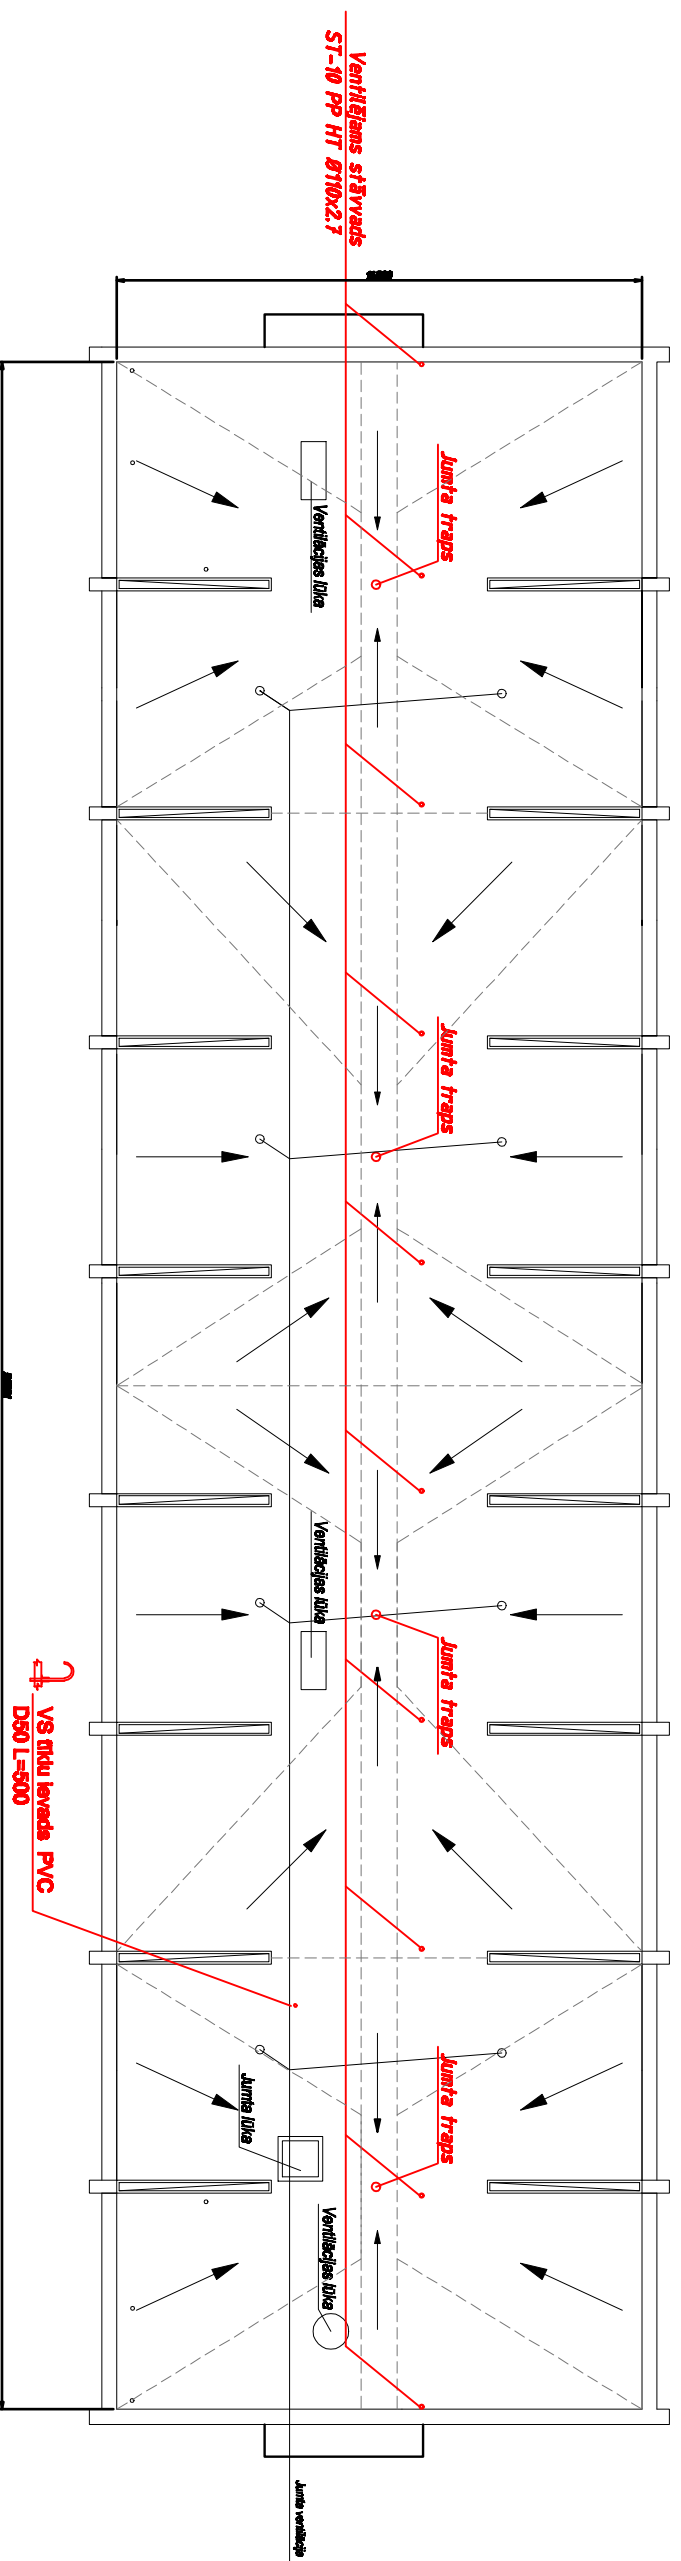 Ventilējams stāvvads
ST-10 PP HT Ø110x2.7
Jumta traps
Ventilācijas lūka
Jumta traps
Ventilācijas lūka
Jumta traps
VS tīklu ievads PVC
D50 L=500
Jumta traps
Jumta lūka
Ventilācijas lūka
Jumta ventilācija